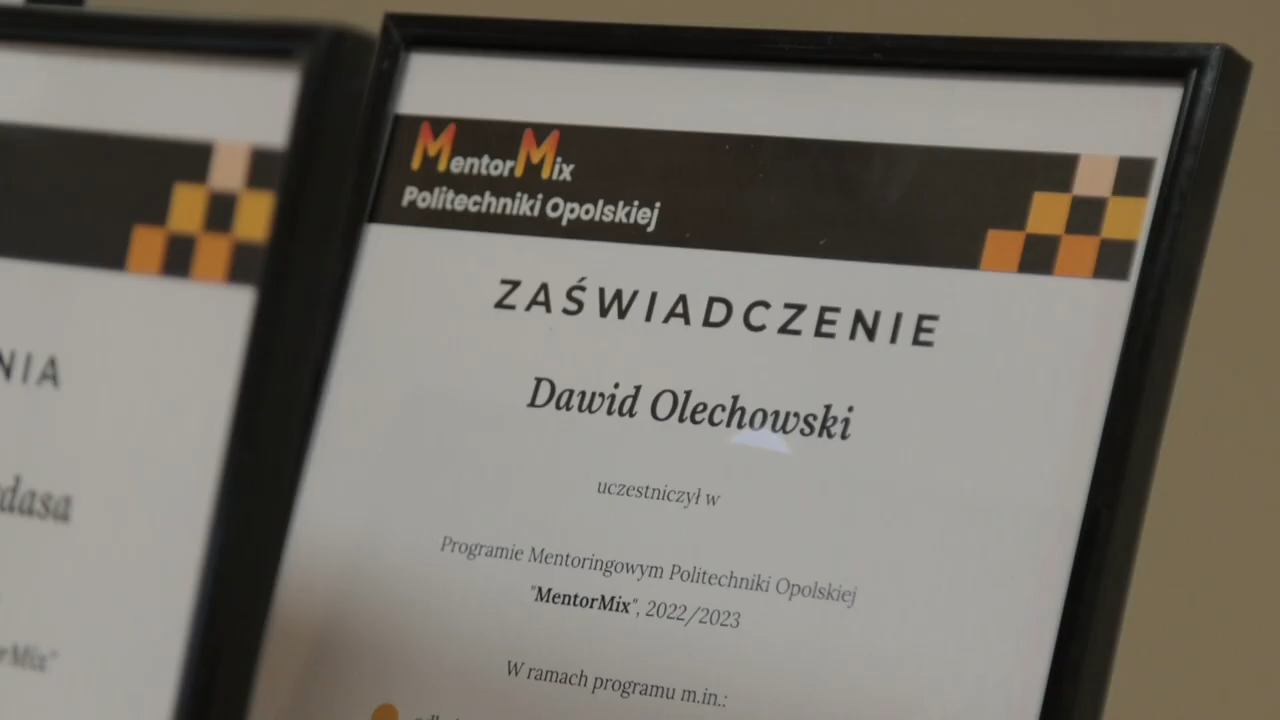 MentorMix
Politechniki Opolskiej
ZAŚWIADCZENIE
Dawid Olechowski
uczestniczył w
Programie Mentoringowym Politechniki Opolskiej
"MentorMix", 2022/2023
W ramach programu m.in.:
NIA
dasa
rMix"